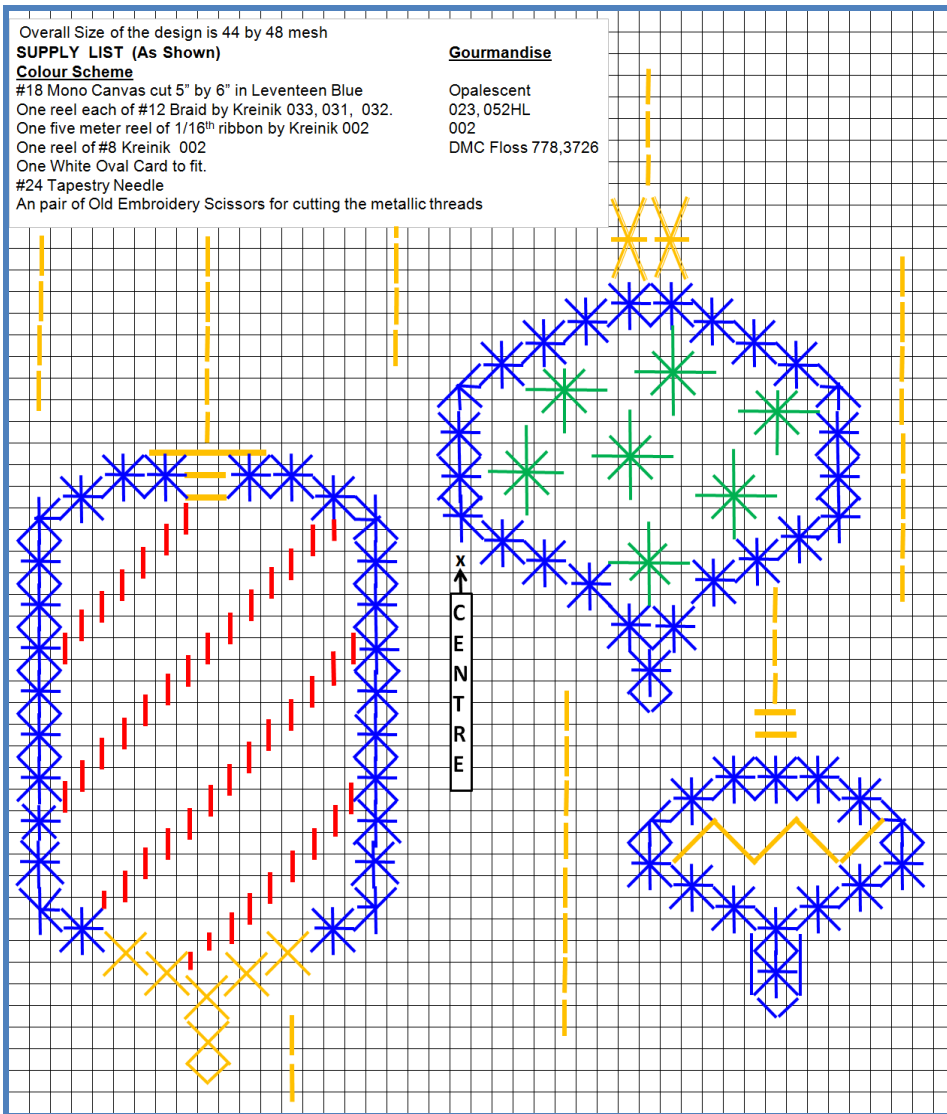 Overall Size of the design is 44 by 48 mesh
SUPPLY LIST (As Shown) Gourmandise
Colour Scheme
#18 Mono Canvas cut 5” by 6” in Leventeen Blue Opalescent
One reel each of #12 Braid by Kreinik 033, 031, 032. 023, 052HL
One five meter reel of 1/16th ribbon by Kreinik 002 002
One reel of #8 Kreinik 002 DMC Floss 778,3726
One White Oval Card to fit.
#24 Tapestry Needle
An pair of Old Embroidery Scissors for cutting the metallic threads
x
CENTRE